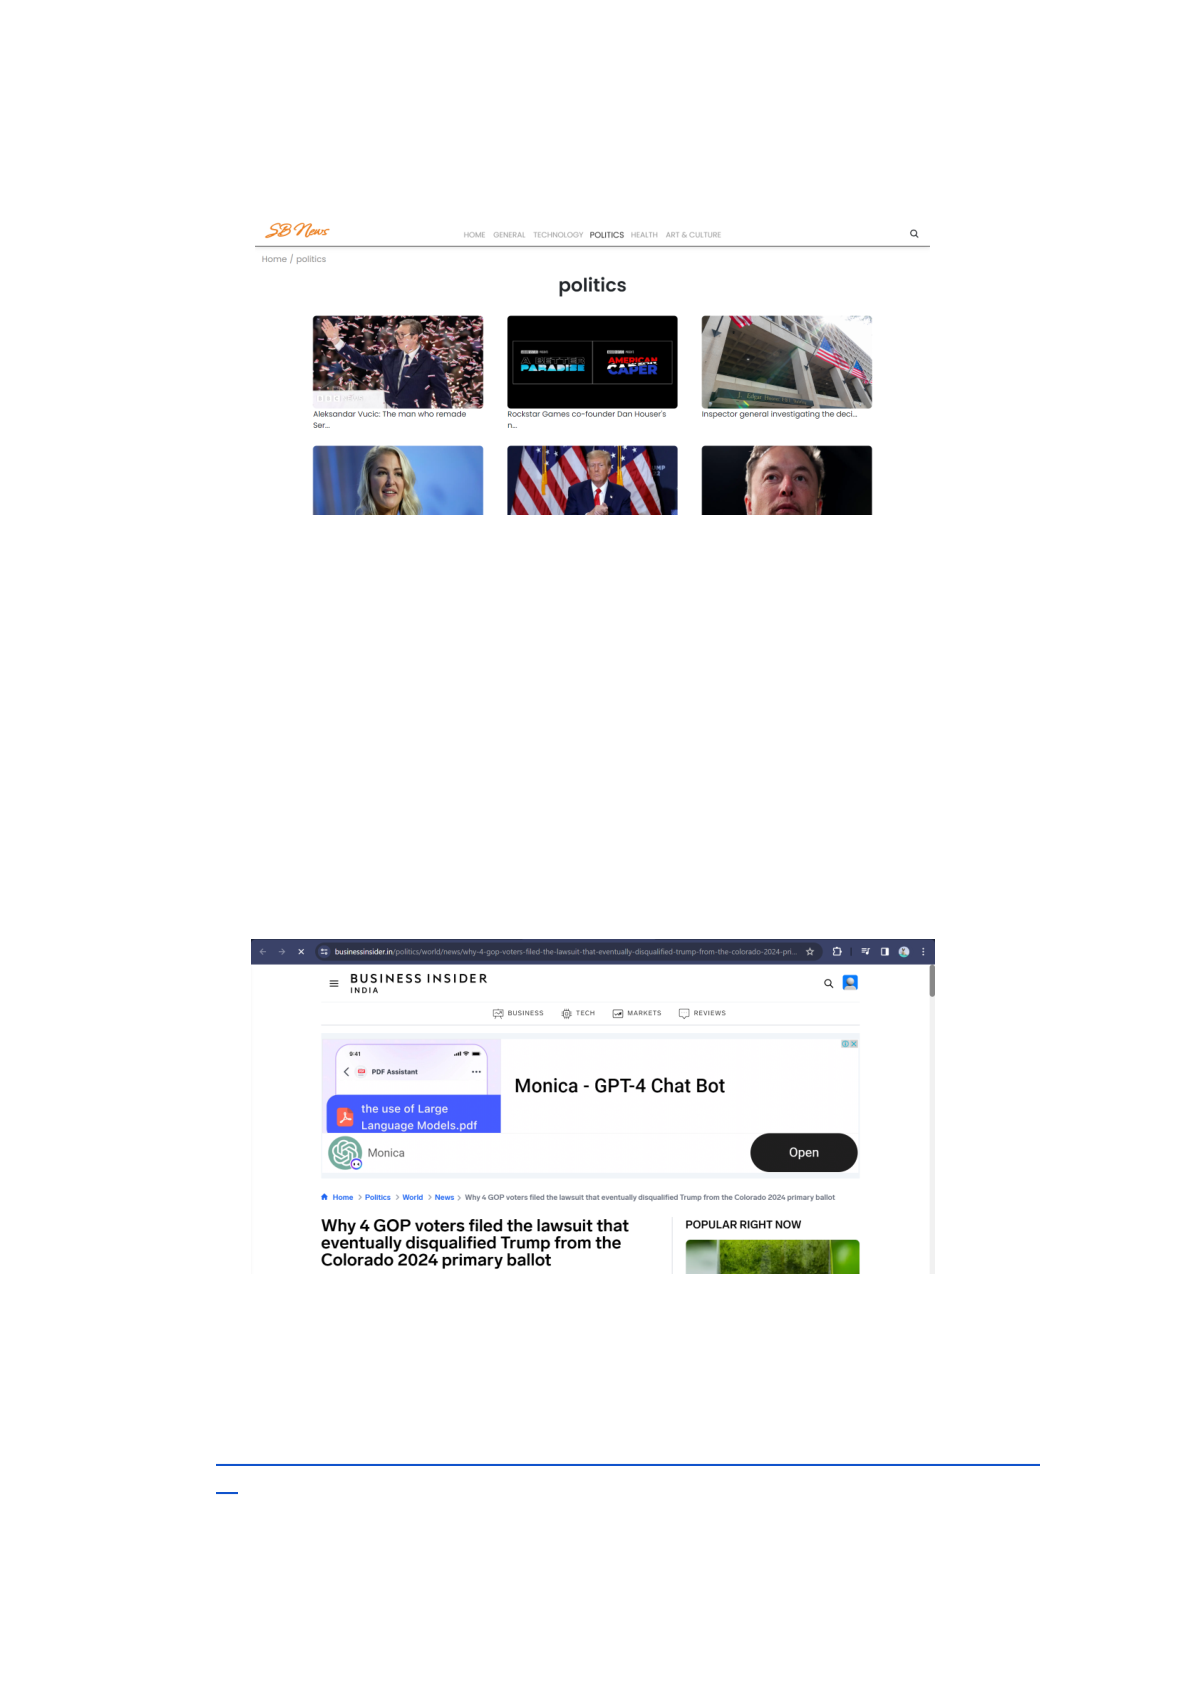 SB News
HOME GENERAL TECHNOLOGY POLITICS HEALTH ART & CULTURE
Home / politics
politics
A BETTER PARADISE
AMERICAN CAPER
Aleksandar Vucic: The man who remade
Ser...
Rockstar Games co-founder Dan Houser's
n...
Inspector general investigating the deci...
businessinsider.in/politics/world/news/why-4-gop-voters-filed-the-lawsuit-that-eventually-disqualified-trump-from-the-colorado-2024-pri...
BUSINESS INSIDER
INDIA
BUSINESS TECH MARKETS REVIEWS
9:41
PDF Assistant
the use of Large
Language Models.pdf
Monica - GPT-4 Chat Bot
Monica
Open
Home > Politics > World > News > Why 4 GOP voters filed the lawsuit that eventually disqualified Trump from the Colorado 2024 primary ballot
Why 4 GOP voters filed the lawsuit that
eventually disqualified Trump from the
Colorado 2024 primary ballot
POPULAR RIGHT NOW